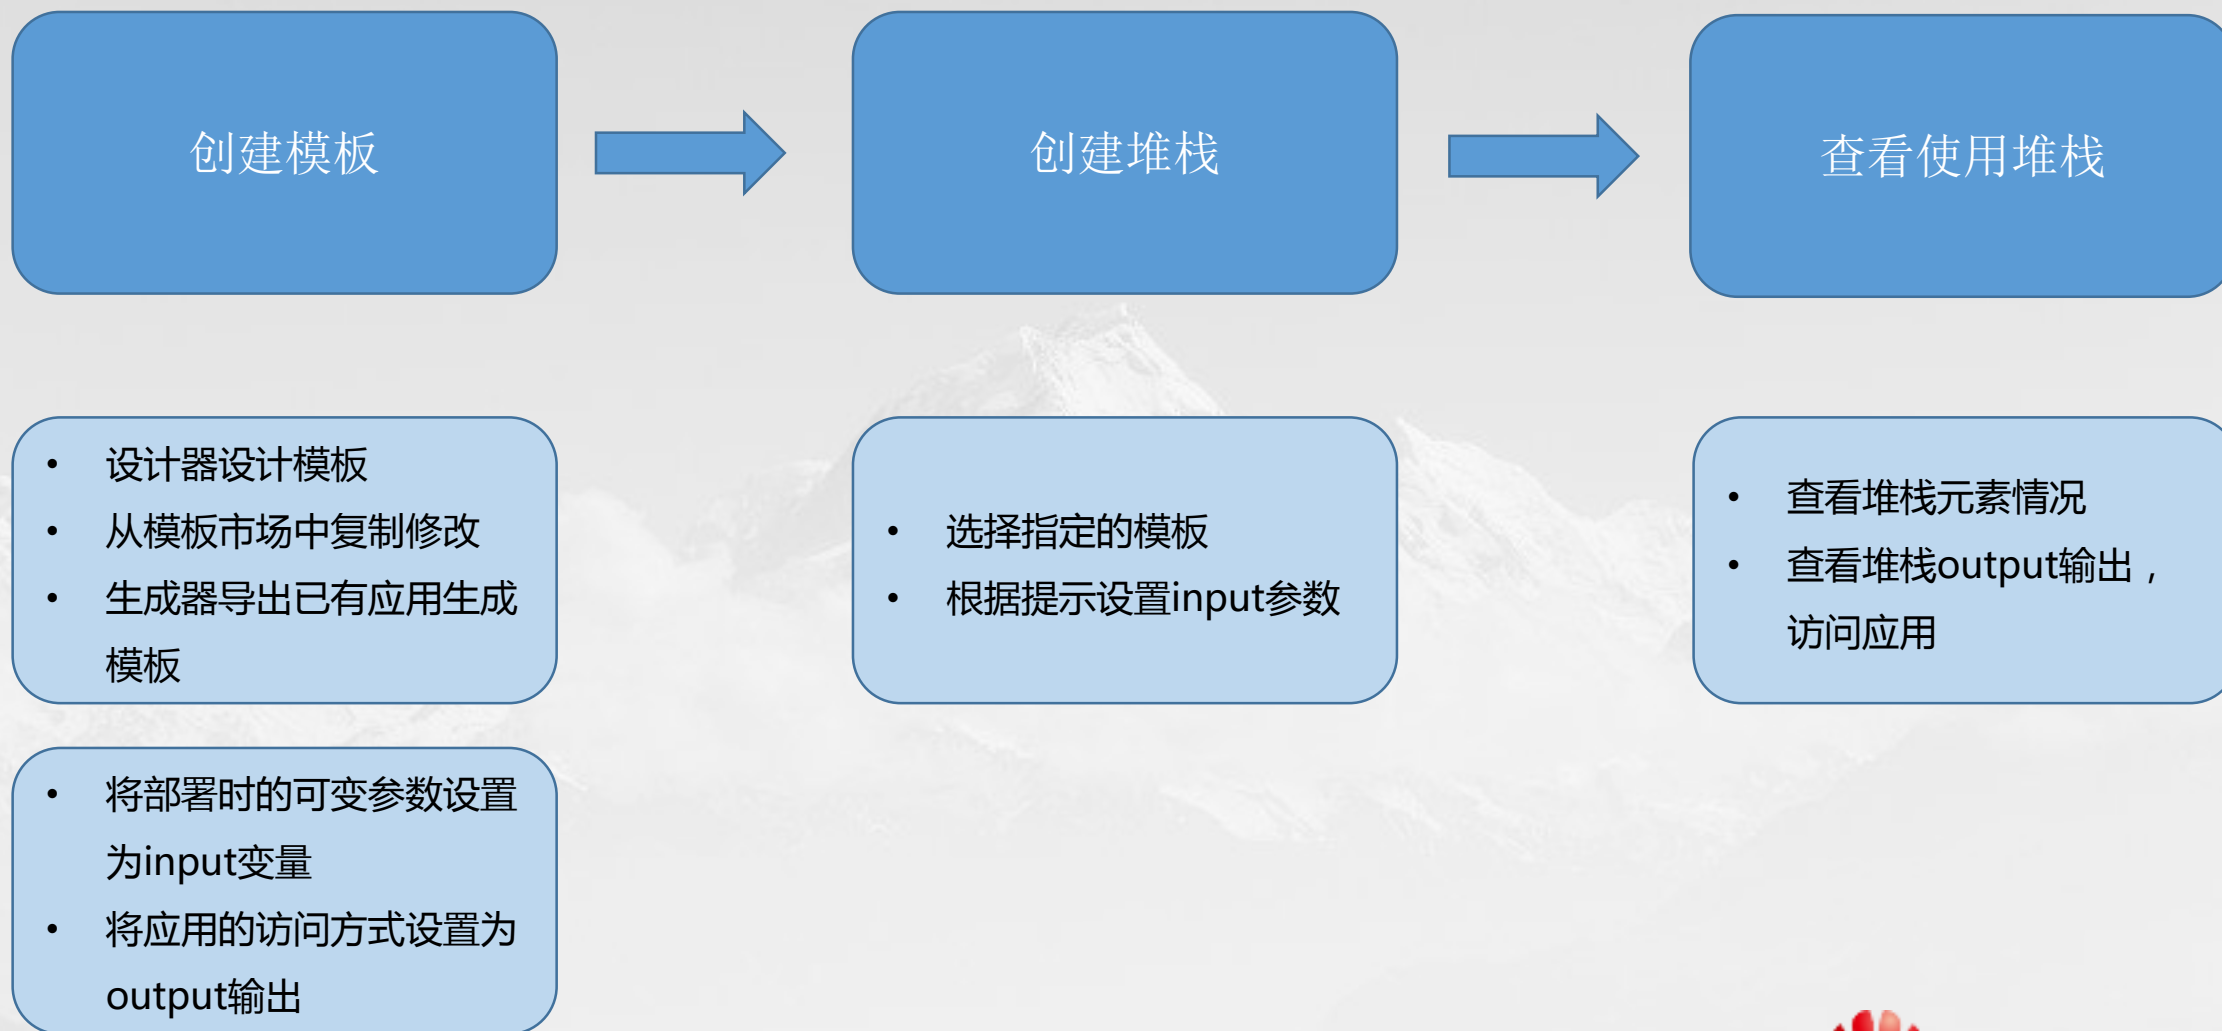 创建模板
创建堆栈
查看使用堆栈
• 设计器设计模板
• 从模板市场中复制修改
• 生成器导出已有应用生成
模板
• 选择指定的模板
• 根据提示设置input参数
• 查看堆栈元素情况
• 查看堆栈output输出，
访问应用
• 将部署时的可变参数设置
为input变量
• 将应用的访问方式设置为
output输出